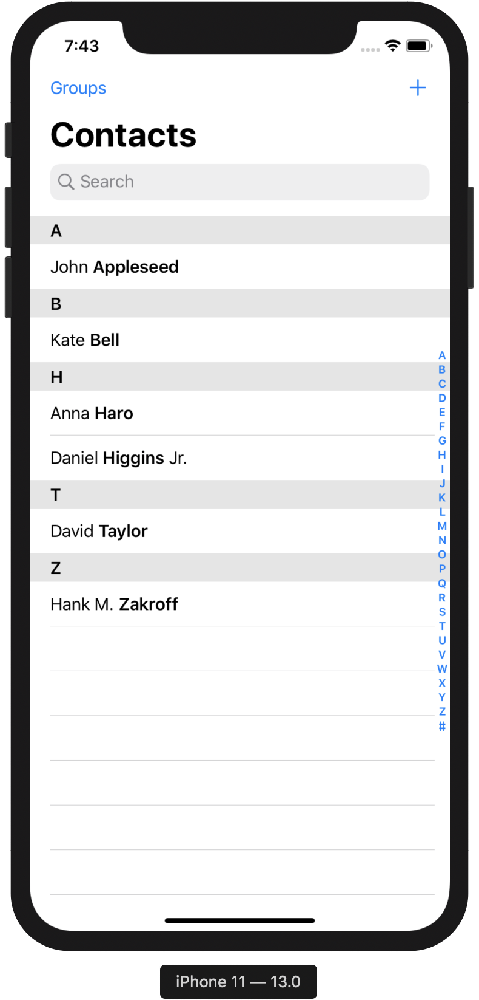 7:43
Groups +
Contacts
Search
A
John Appleseed
B
Kate Bell
H
Anna Haro
Daniel Higgins Jr.
T
David Taylor
Z
Hank M. Zakroff
A
B
C
D
E
F
G
H
I
J
K
L
M
N
O
P
Q
R
S
T
U
V
W
X
Y
Z
#
iPhone 11 — 13.0